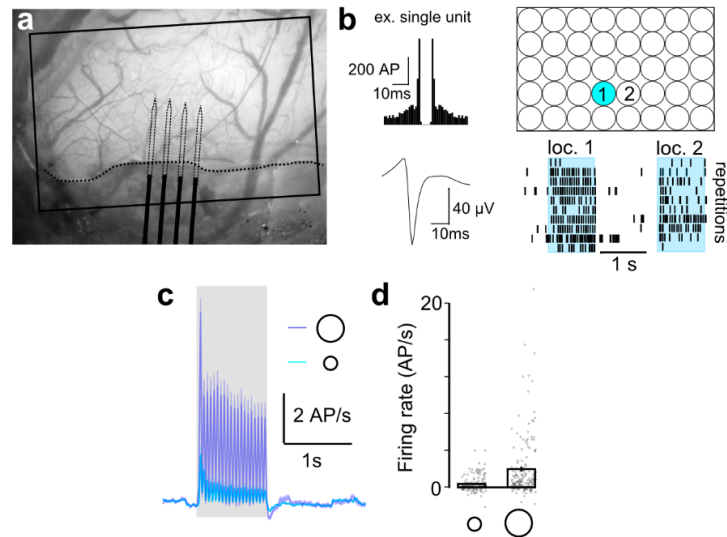 a
b
ex. single unit
200 AP
10ms
40 µV
10ms
1 2
loc. 1 loc. 2
repetitions
1 s
c
2 AP/s
1s
d
Firing rate (AP/s)
20
0